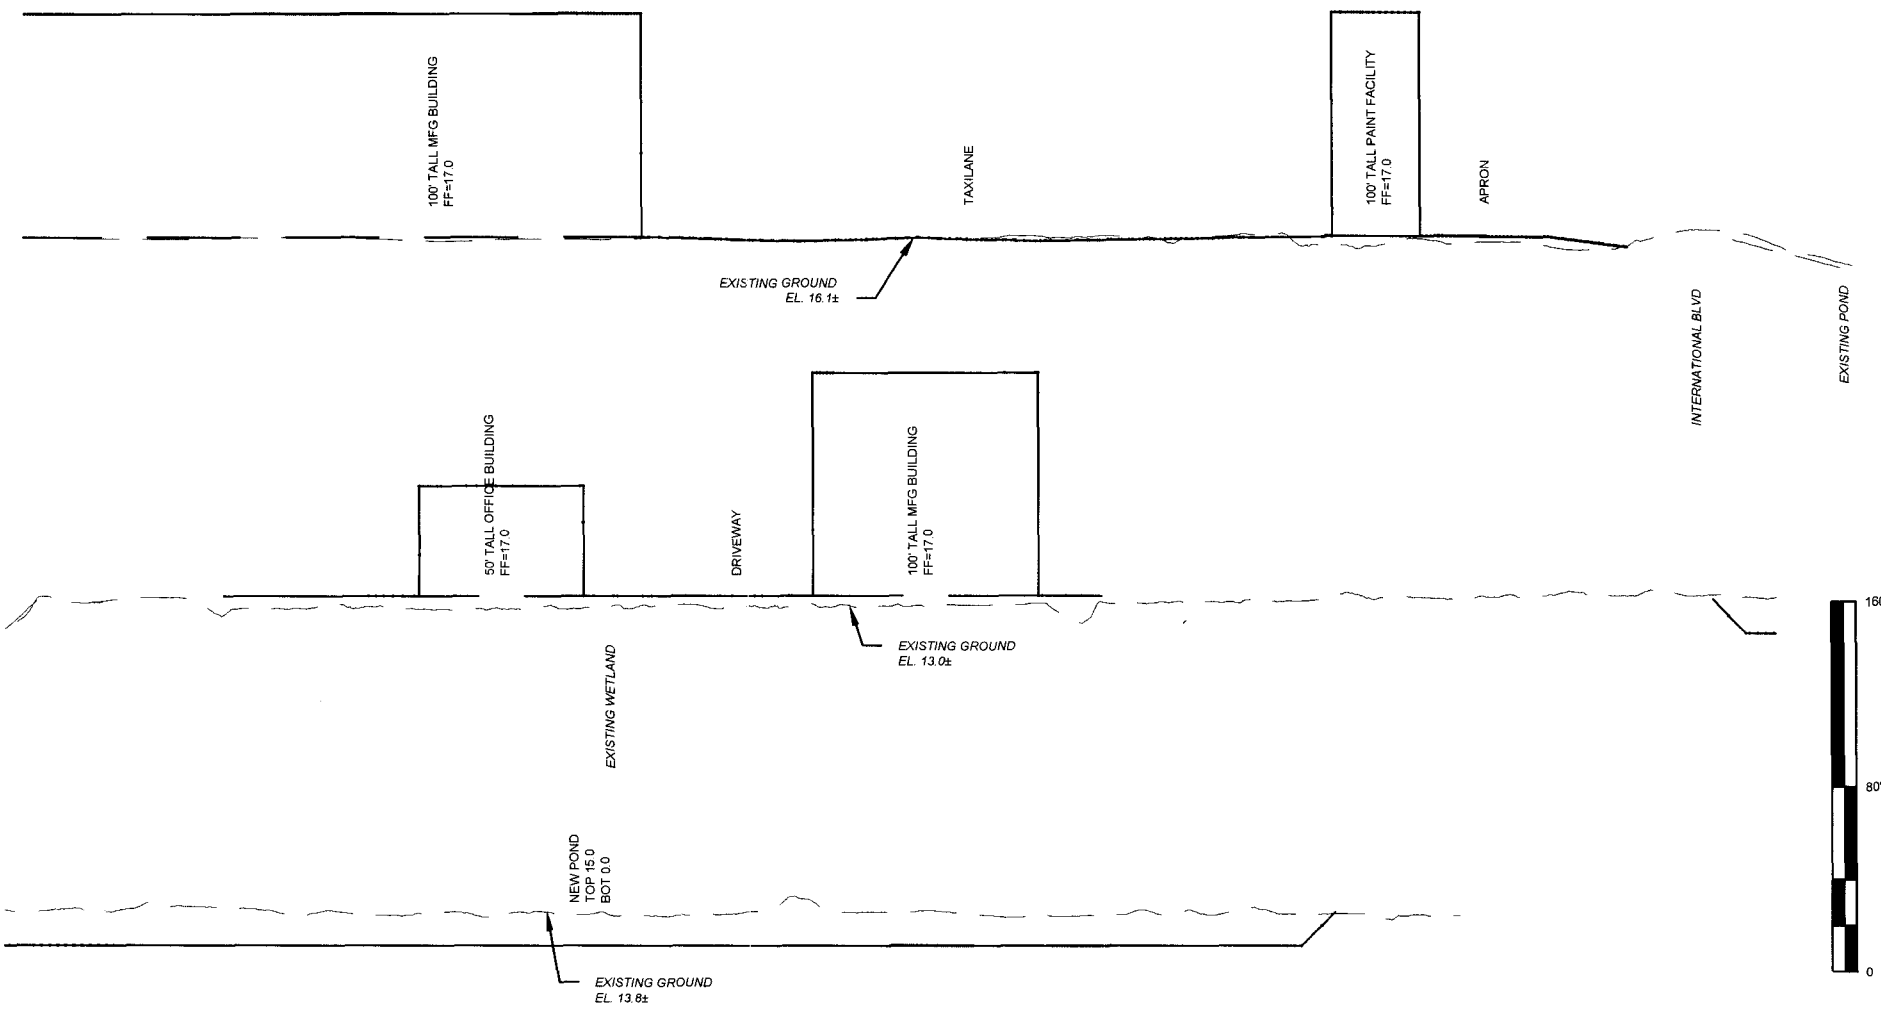 100' TALL MFG BUILDING
FF=17.0
TAXILANE
100' TALL PAINT FACILITY
FF=17.0
APRON
EXISTING GROUND
EL. 16.1±
INTERNATIONAL BLVD
EXISTING POND
50' TALL OFFICE BUILDING
FF=17.0
DRIVEWAY
100' TALL MFG BUILDING
FF=17.0
EXISTING GROUND
EL. 13.0±
EXISTING WETLAND
160
80'
0
NEW POND
TOP 15.0
BOT 0.0
EXISTING GROUND
EL. 13.8±